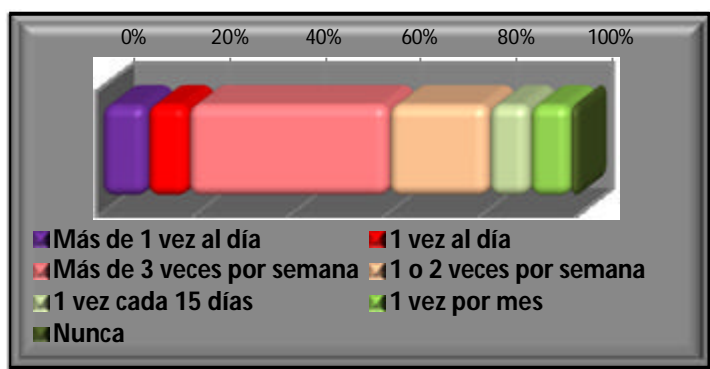 0% 20% 40% 60% 80% 100%
Más de 1 vez al día 1 vez al día
Más de 3 veces por semana 1 o 2 veces por semana
1 vez cada 15 días 1 vez por mes
Nunca